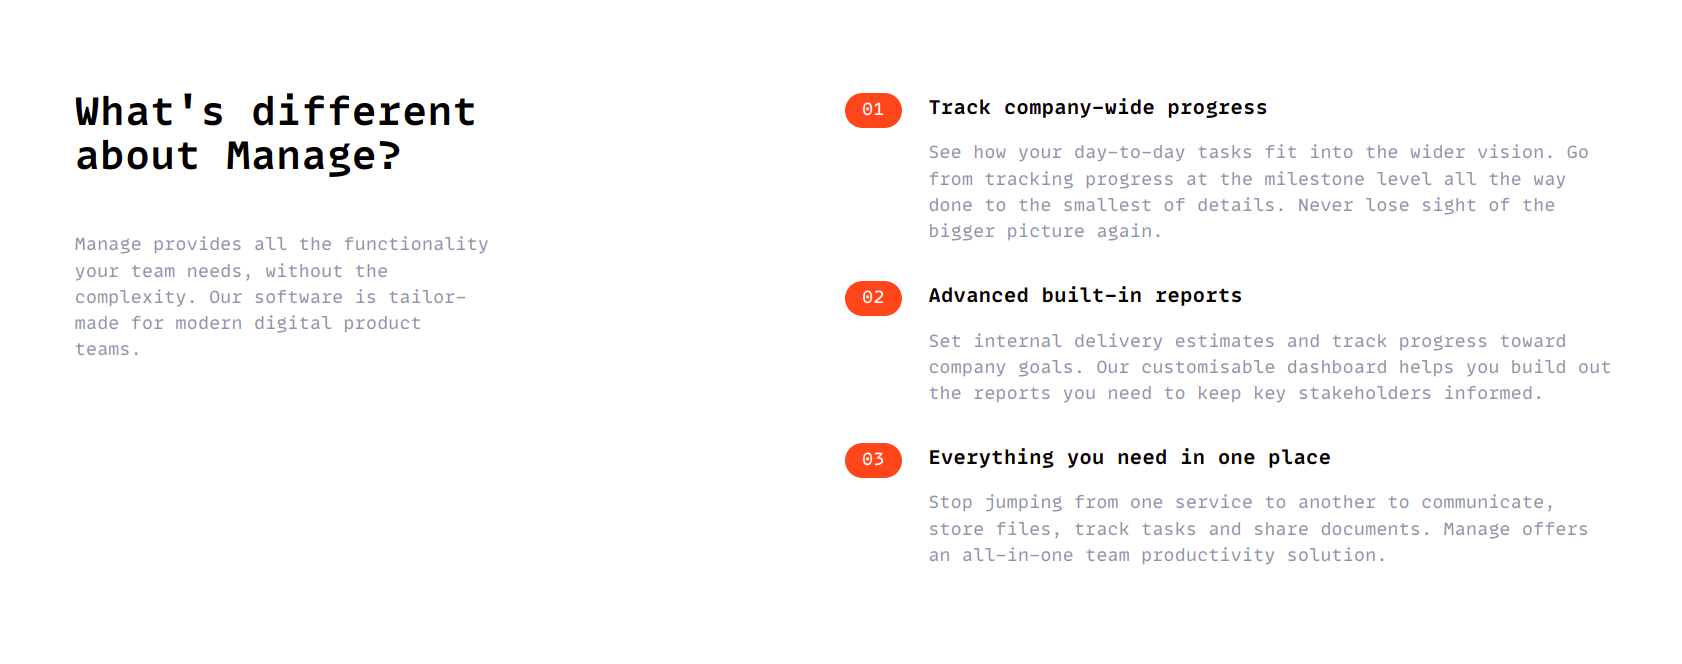 What's different
about Manage?
Manage provides all the functionality
your team needs, without the
complexity. Our software is tailor-
made for modern digital product
teams.
01
Track company-wide progress
See how your day-to-day tasks fit into the wider vision. Go
from tracking progress at the milestone level all the way
done to the smallest of details. Never lose sight of the
bigger picture again.
02
Advanced built-in reports
Set internal delivery estimates and track progress toward
company goals. Our customisable dashboard helps you build out
the reports you need to keep key stakeholders informed.
03
Everything you need in one place
Stop jumping from one service to another to communicate,
store files, track tasks and share documents. Manage offers
an all-in-one team productivity solution.